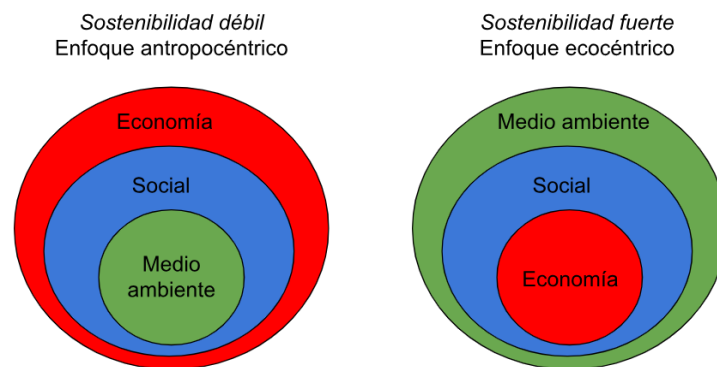 Sostenibilidad débil
Enfoque antropocéntrico
Economía
Social
Medio
ambiente
Sostenibilidad fuerte
Enfoque ecocéntrico
Medio ambiente
Social
Economía